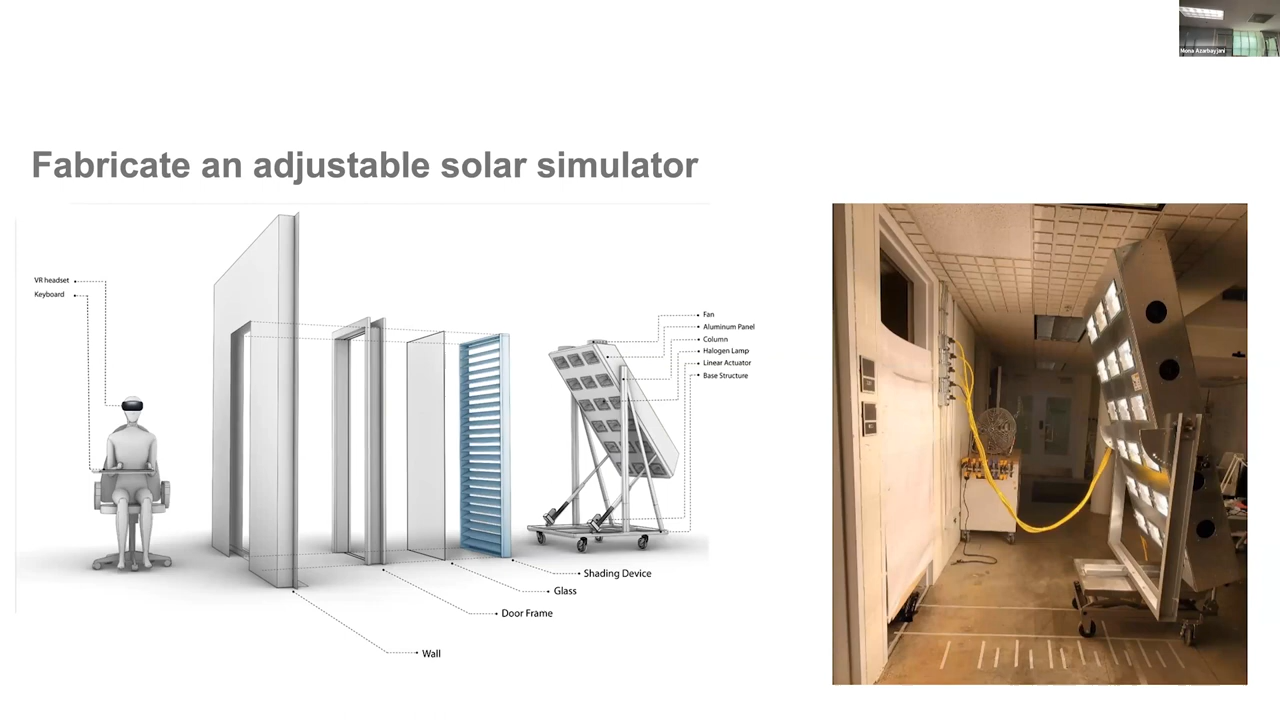 Mona Azarbayjani
Fabricate an adjustable solar simulator
VR headset
Keyboard
Fan
Aluminum Panel
Column
Halogen Lamp
Linear Actuator
Base Structure
Shading Device
Glass
Door Frame
Wall